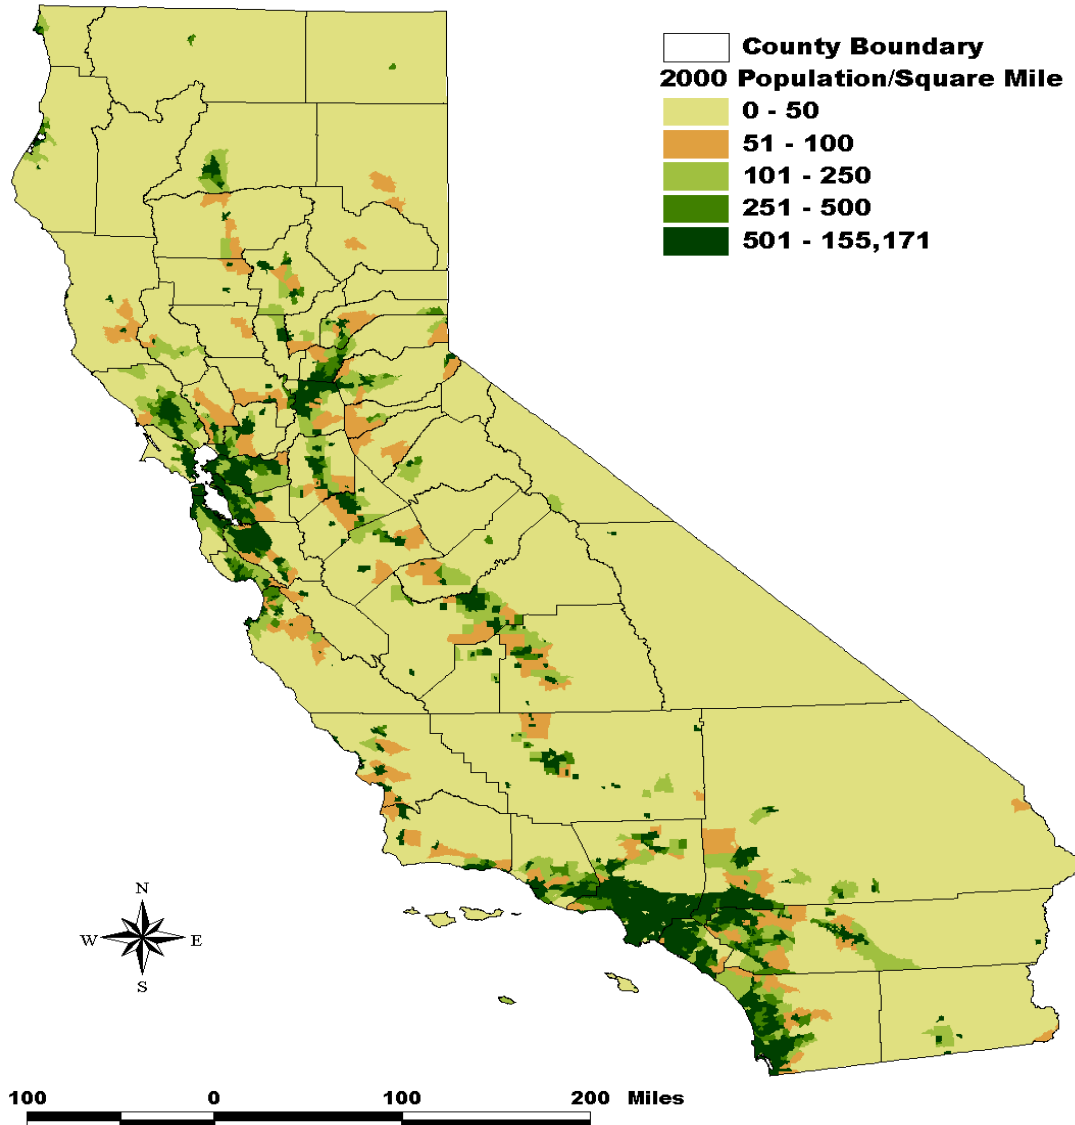 County Boundary
2000 Population/Square Mile
0 - 50
51 - 100
101 - 250
251 - 500
501 - 155,171
N
W E
S
100 0 100 200 Miles